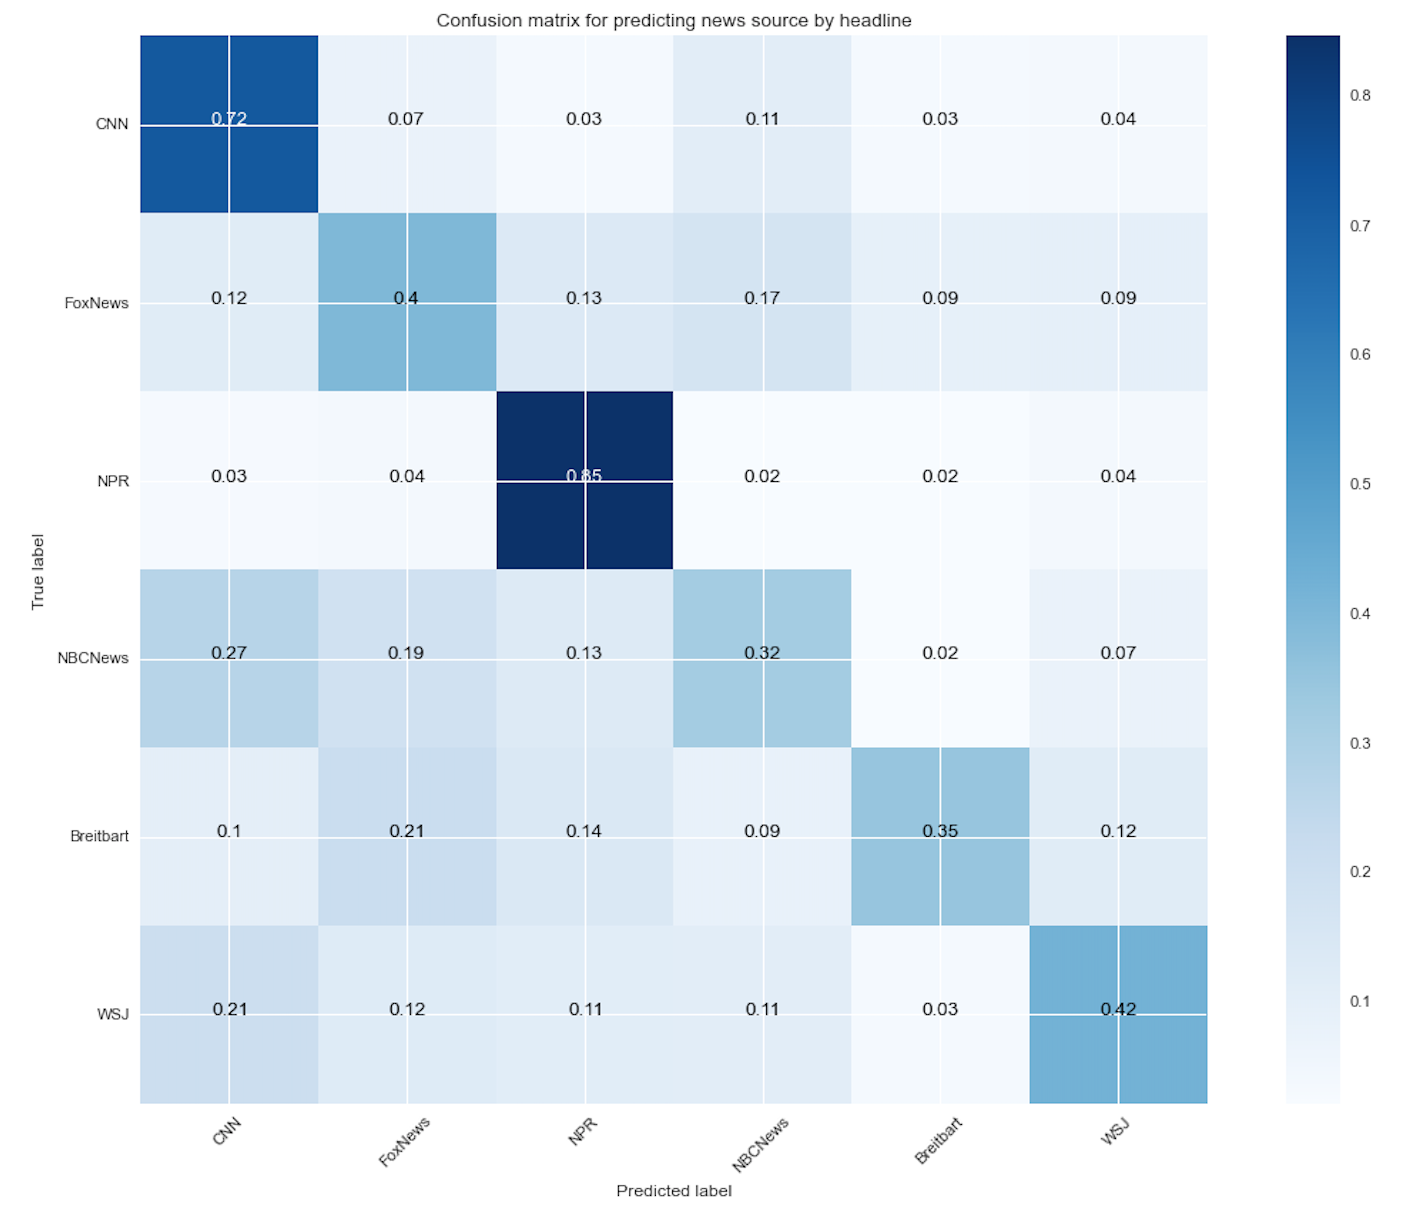 Confusion matrix for predicting news source by headline
CNN 0.72 0.07 0.03 0.11 0.03 0.04
FoxNews 0.12 0.4 0.13 0.17 0.09 0.09
NPR 0.03 0.04 0.85 0.02 0.02 0.04
NBCNews 0.27 0.19 0.13 0.32 0.02 0.07
Breitbart 0.1 0.21 0.14 0.09 0.35 0.12
WSJ 0.21 0.12 0.11 0.11 0.03 0.42
True label
CNN FoxNews NPR NBCNews Breitbart WSJ
Predicted label
0.8
0.7
0.6
0.5
0.4
0.3
0.2
0.1